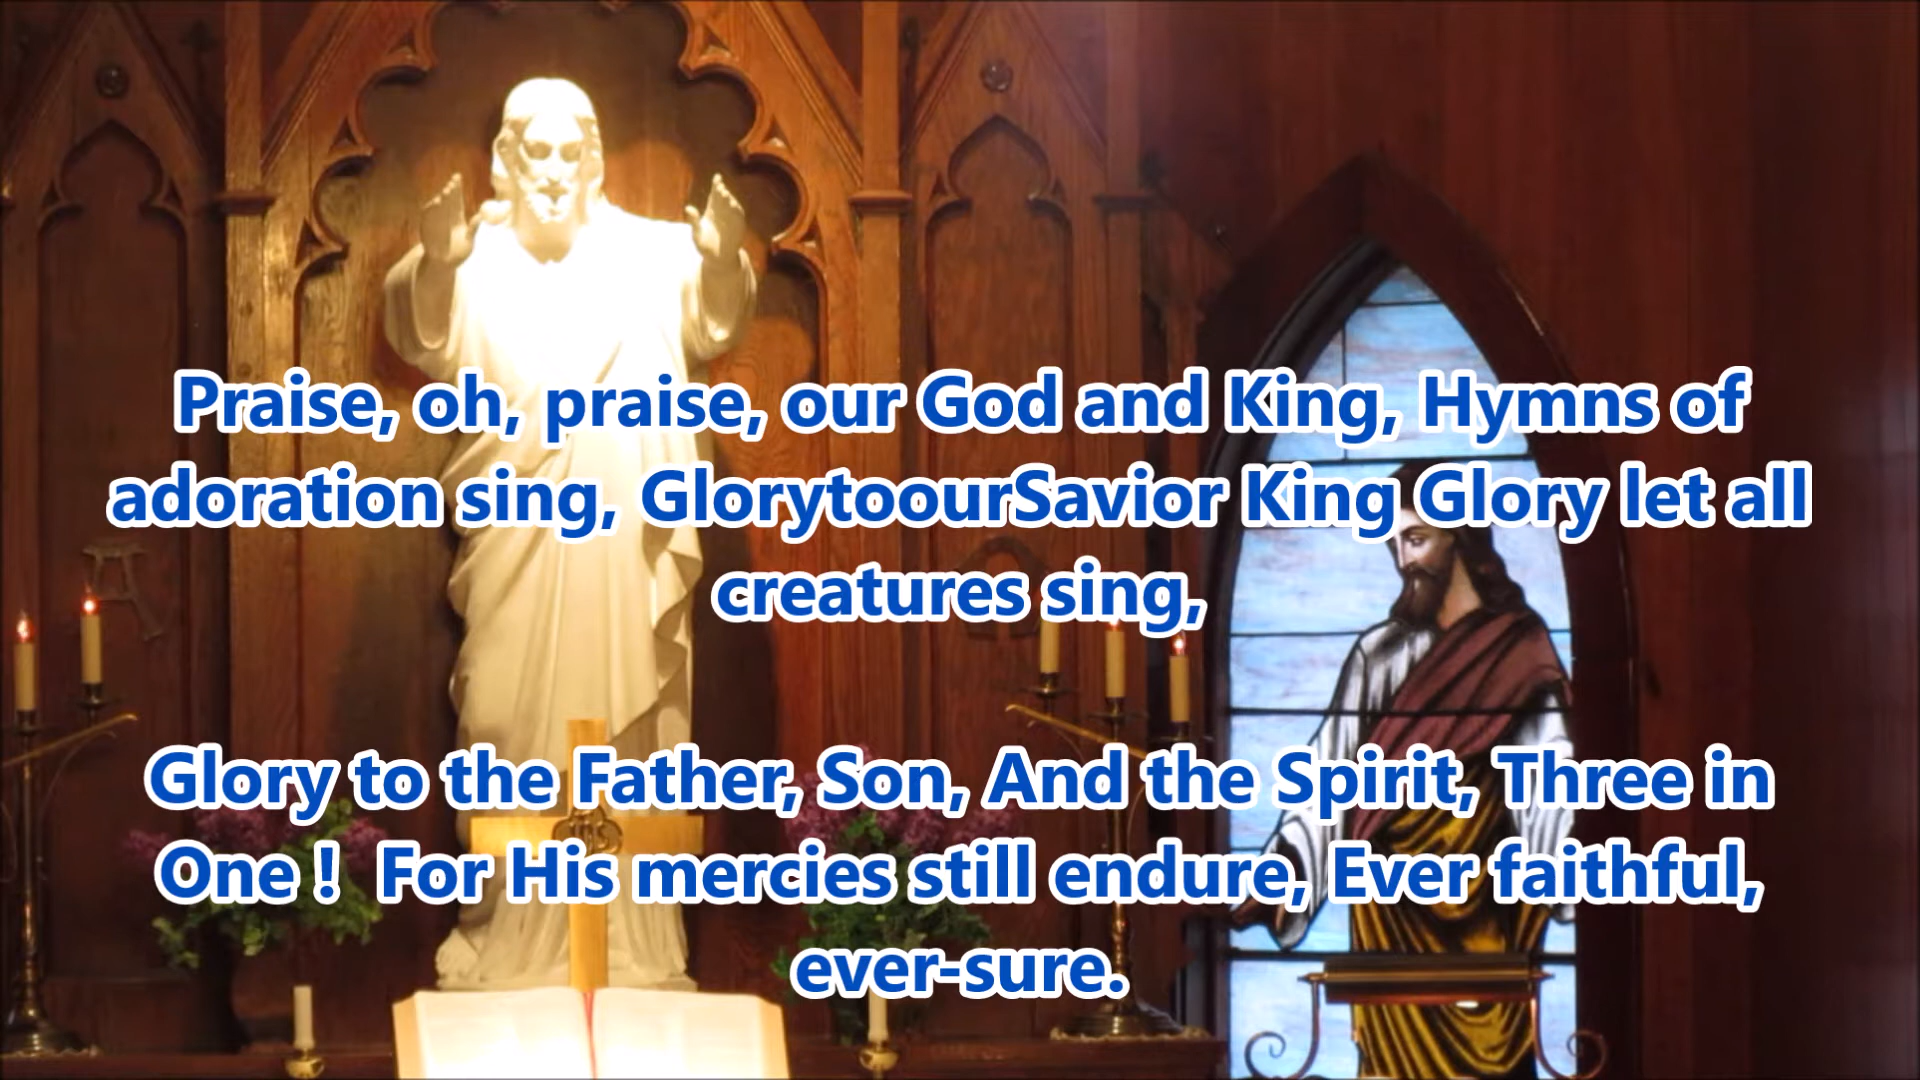 Praise, oh, praise, our God and King, Hymns of
adoration sing, GlorytoourSavior King Glory let all
creatures sing,
Glory to the Father, Son, And the Spirit, Three in
One !  For His mercies still endure, Ever faithful,
ever-sure.
IHS